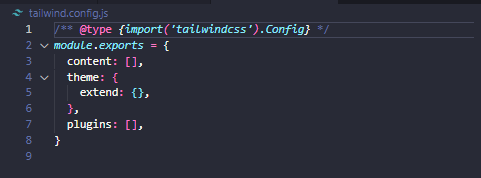 tailwind.config.js
1 /** @type {import('tailwindcss').Config} */
2 module.exports = {
3   content: [],
4   theme: {
5     extend: {},
6   },
7   plugins: [],
8 }
9